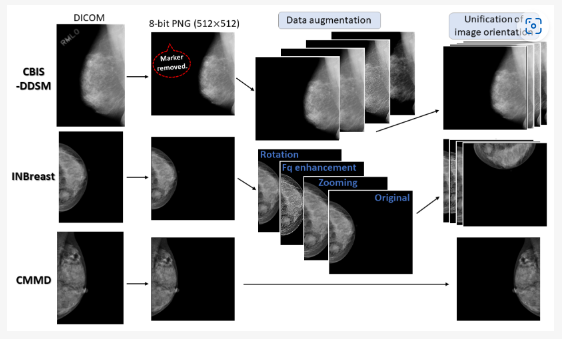 DICOM
8-bit PNG (512×512)
Data augmentation
Unification of
image orientation
CBIS
-DDSM
RMLO
Marker
removed.
INBreast
Rotation
Fq enhancement
Zooming
Original
CMMD